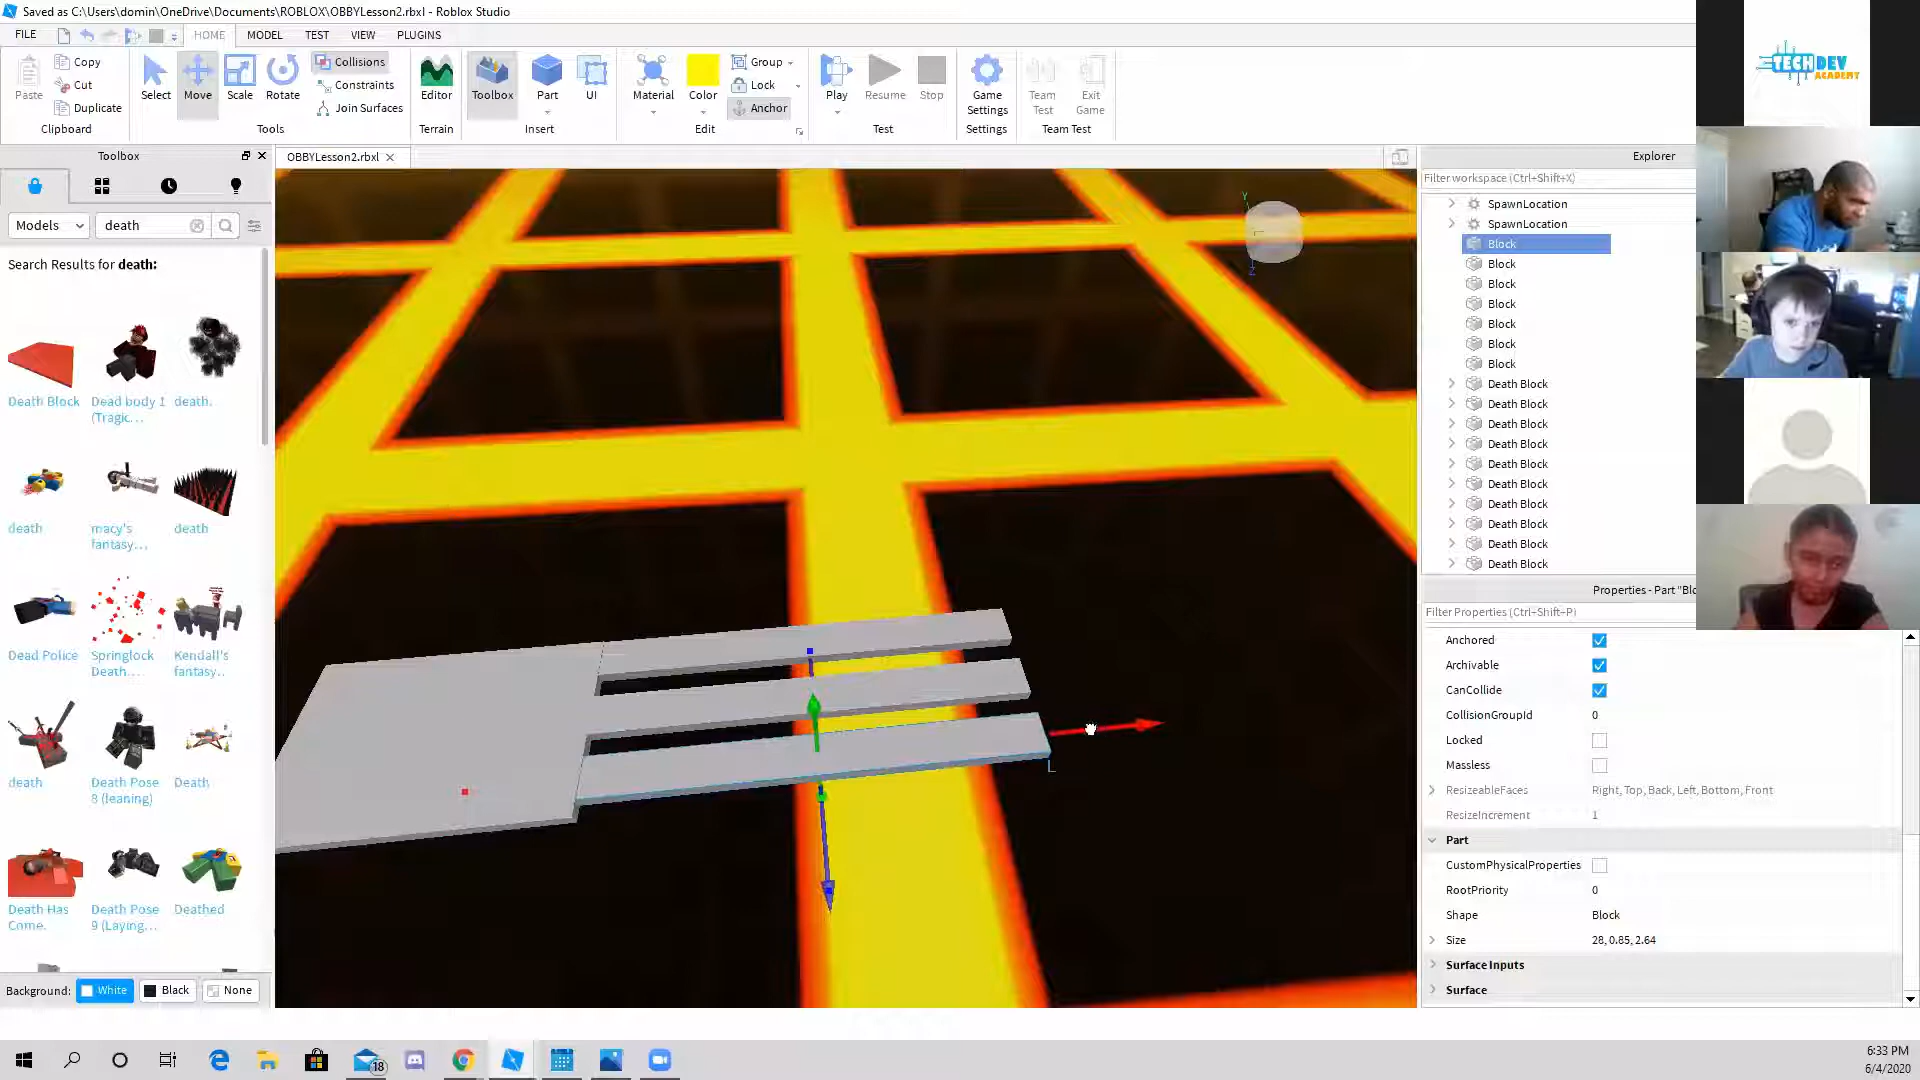 Saved as C:\Users\domin\OneDrive\Documents\ROBLOX\OBBYLesson2.rbxl - Roblox Studio
FILE
HOME
MODEL
TEST
VIEW
PLUGINS
Paste
Copy
Cut
Duplicate
Clipboard
Select
Move
Scale
Rotate
Collisions
Constraints
Join Surfaces
Tools
Editor
Terrain
Toolbox
Part
UI
Insert
Material
Color
Group
Lock
Anchor
Edit
Play
Resume
Stop
Test
Game
Settings
Settings
Team
Test
Exit
Game
Team Test
TECHDEV
ACADEMY
Toolbox
OBBYLesson2.rbxl
Models
death
Search Results for death:
Death Block
Dead body 1
(Tragic...
death.
death
macy's
fantasy...
death
Dead Police
Springlock
Death...
Kendall's
fantasy..
death
Death Pose
8 (leaning)
Death
Death Has
Come.
Death Pose
9 (Laying...
Deathed
Background:
White
Black
None
Y
Z
L
Explorer
Filter workspace (Ctrl+Shift+X)
SpawnLocation
SpawnLocation
Block
Block
Block
Block
Block
Block
Block
Death Block
Death Block
Death Block
Death Block
Death Block
Death Block
Death Block
Death Block
Death Block
Death Block
Properties - Part "Blo
Filter Properties (Ctrl+Shift+P)
Anchored
Archivable
CanCollide
CollisionGroupId 0
Locked
Massless
ResizeableFaces Right, Top, Back, Left, Bottom, Front
ResizeIncrement 1
Part
CustomPhysicalProperties
RootPriority 0
Shape Block
Size 28, 0.85, 2.64
Surface Inputs
Surface
18
6:33 PM
6/4/2020